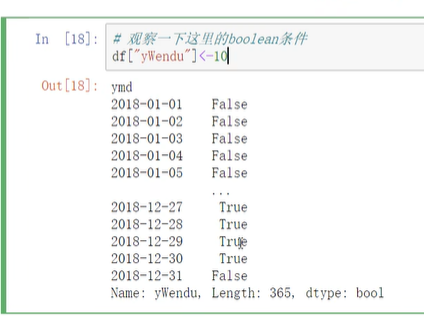 In [18]: # 观察一下这里的boolean条件
df["yWendu"]<-10
Out[18]: ymd
2018-01-01 False
2018-01-02 False
2018-01-03 False
2018-01-04 False
2018-01-05 False
...
2018-12-27 True
2018-12-28 True
2018-12-29 True
2018-12-30 True
2018-12-31 False
Name: yWendu, Length: 365, dtype: bool